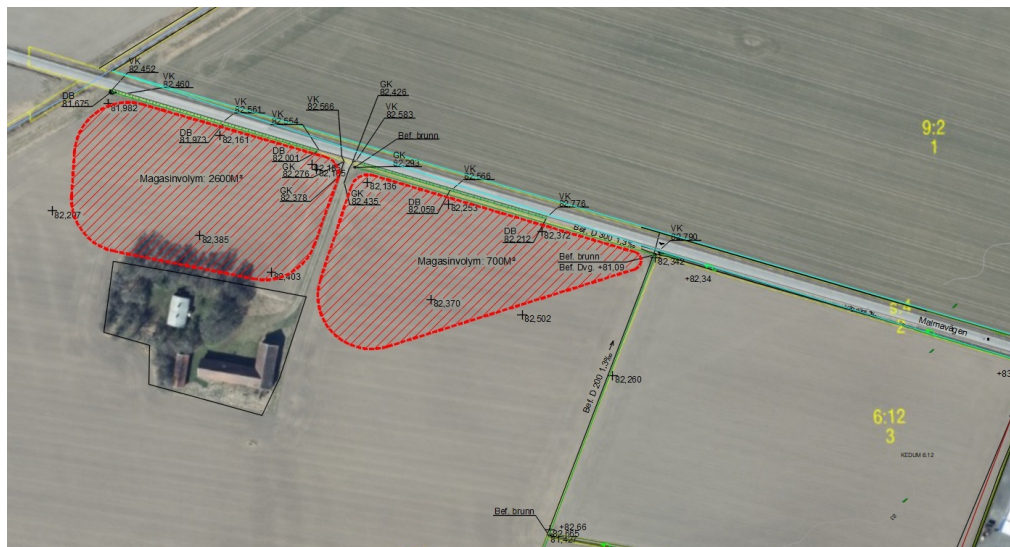 VK
82,452
VK
82,460
DB
81,675
81,982
VK
82,561
DB
81,973
82,161
VK
82,554
VK
82,566
GK
82,426
VK
82,583
Bef. brunn
DB
82,001
GK
82,276
GK
82,378
GK
82,435
82,136
VK
82,566
DB
82,059
82,253
VK
82,776
DB
82,212
82,372
Bef. D 300 1,3‰
VK
82,790
Bef. brunn
Bef. Dvg. +81,09
82,342
+82,34
Magasinvolym: 2600M³
Magasinvolym: 700M³
82,207
82,385
82,403
82,370
82,502
82,260
Bef. D 200 1,3‰
Bef. brunn
+82,66
81,427
9:2
1
s:4
2
Malmavägen
+83
6:12
3
KEDUM 6:12